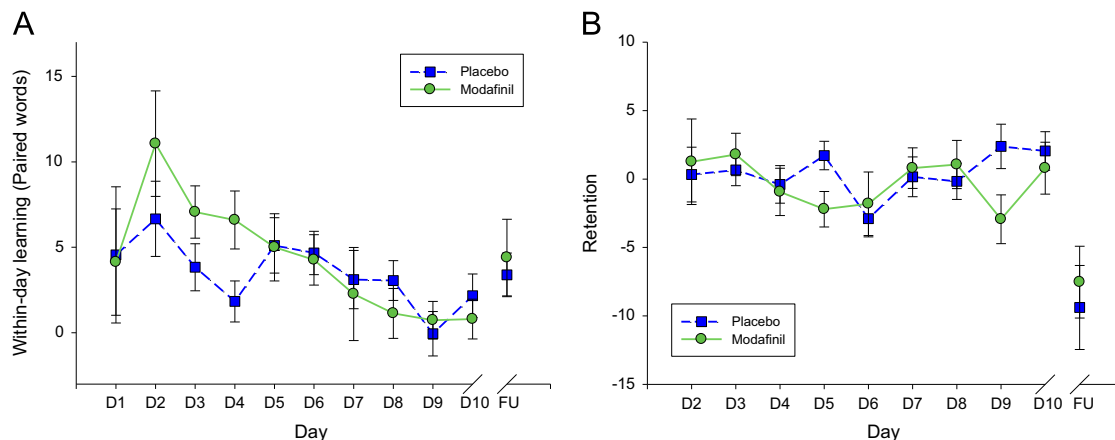 A
Within-day learning (Paired words)
15
10
5
0
Placebo
Modafinil
D1 D2 D3 D4 D5 D6 D7 D8 D9 D10 FU
Day
B
Retention
10
5
0
-5
-10
-15
Placebo
Modafinil
D2 D3 D4 D5 D6 D7 D8 D9 D10 FU
Day